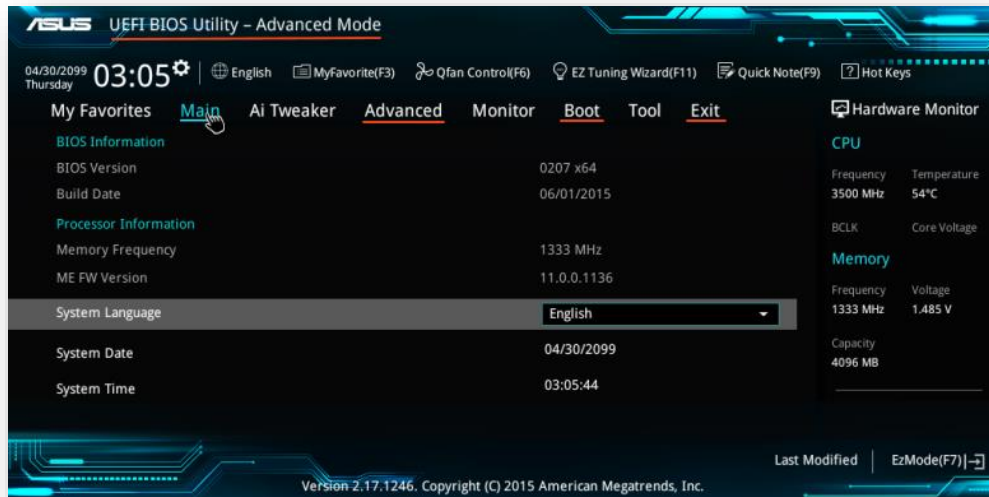 ASUS UEFI BIOS Utility – Advanced Mode
04/30/2099
Thursday
03:05
English MyFavorite(F3) Qfan Control(F6) EZ Tuning Wizard(F11) Quick Note(F9) ? Hot Keys
My Favorites Main Ai Tweaker Advanced Monitor Boot Tool Exit
Hardware Monitor
BIOS Information
BIOS Version 0207 x64
Build Date 06/01/2015
Processor Information
Memory Frequency 1333 MHz
ME FW Version 11.0.0.1136
System Language English
System Date 04/30/2099
System Time 03:05:44
CPU
Frequency Temperature
3500 MHz 54°C
BCLK Core Voltage
Memory
Frequency Voltage
1333 MHz 1.485 V
Capacity
4096 MB
Last Modified EzMode(F7)
Version 2.17.1246. Copyright (C) 2015 American Megatrends, Inc.